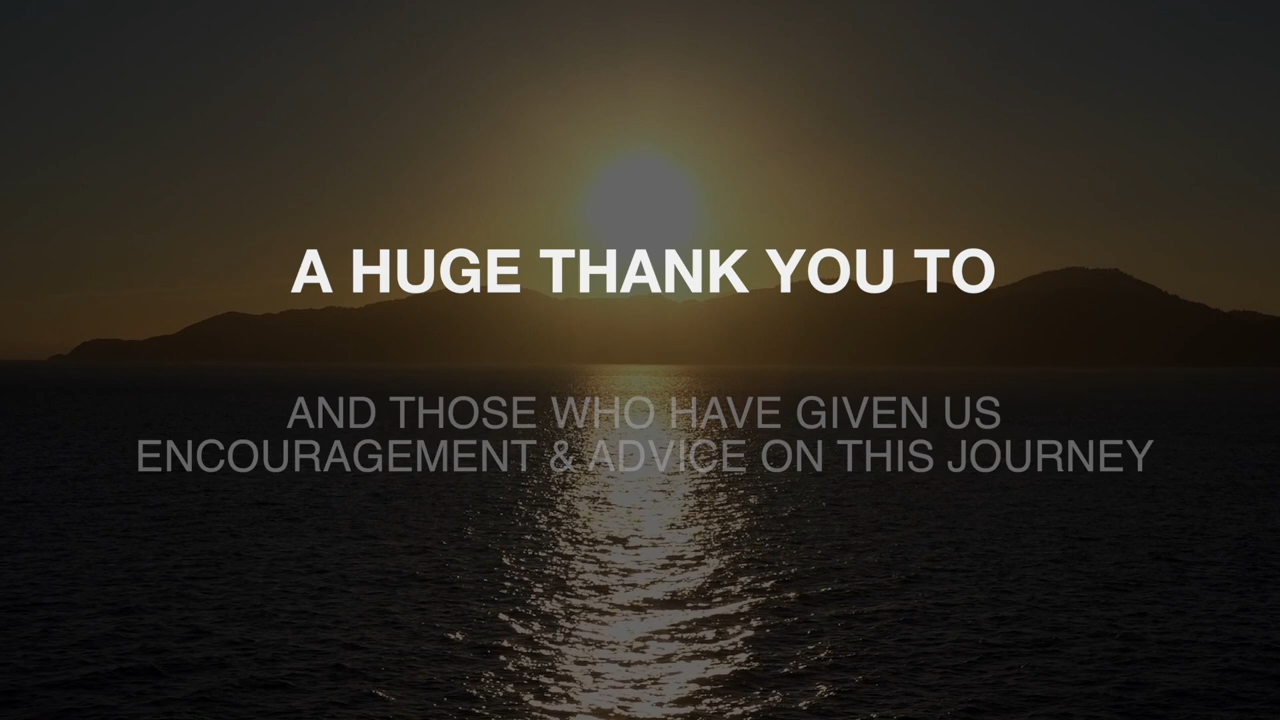 A HUGE THANK YOU TO
AND THOSE WHO HAVE GIVEN US
ENCOURAGEMENT & ADVICE ON THIS JOURNEY